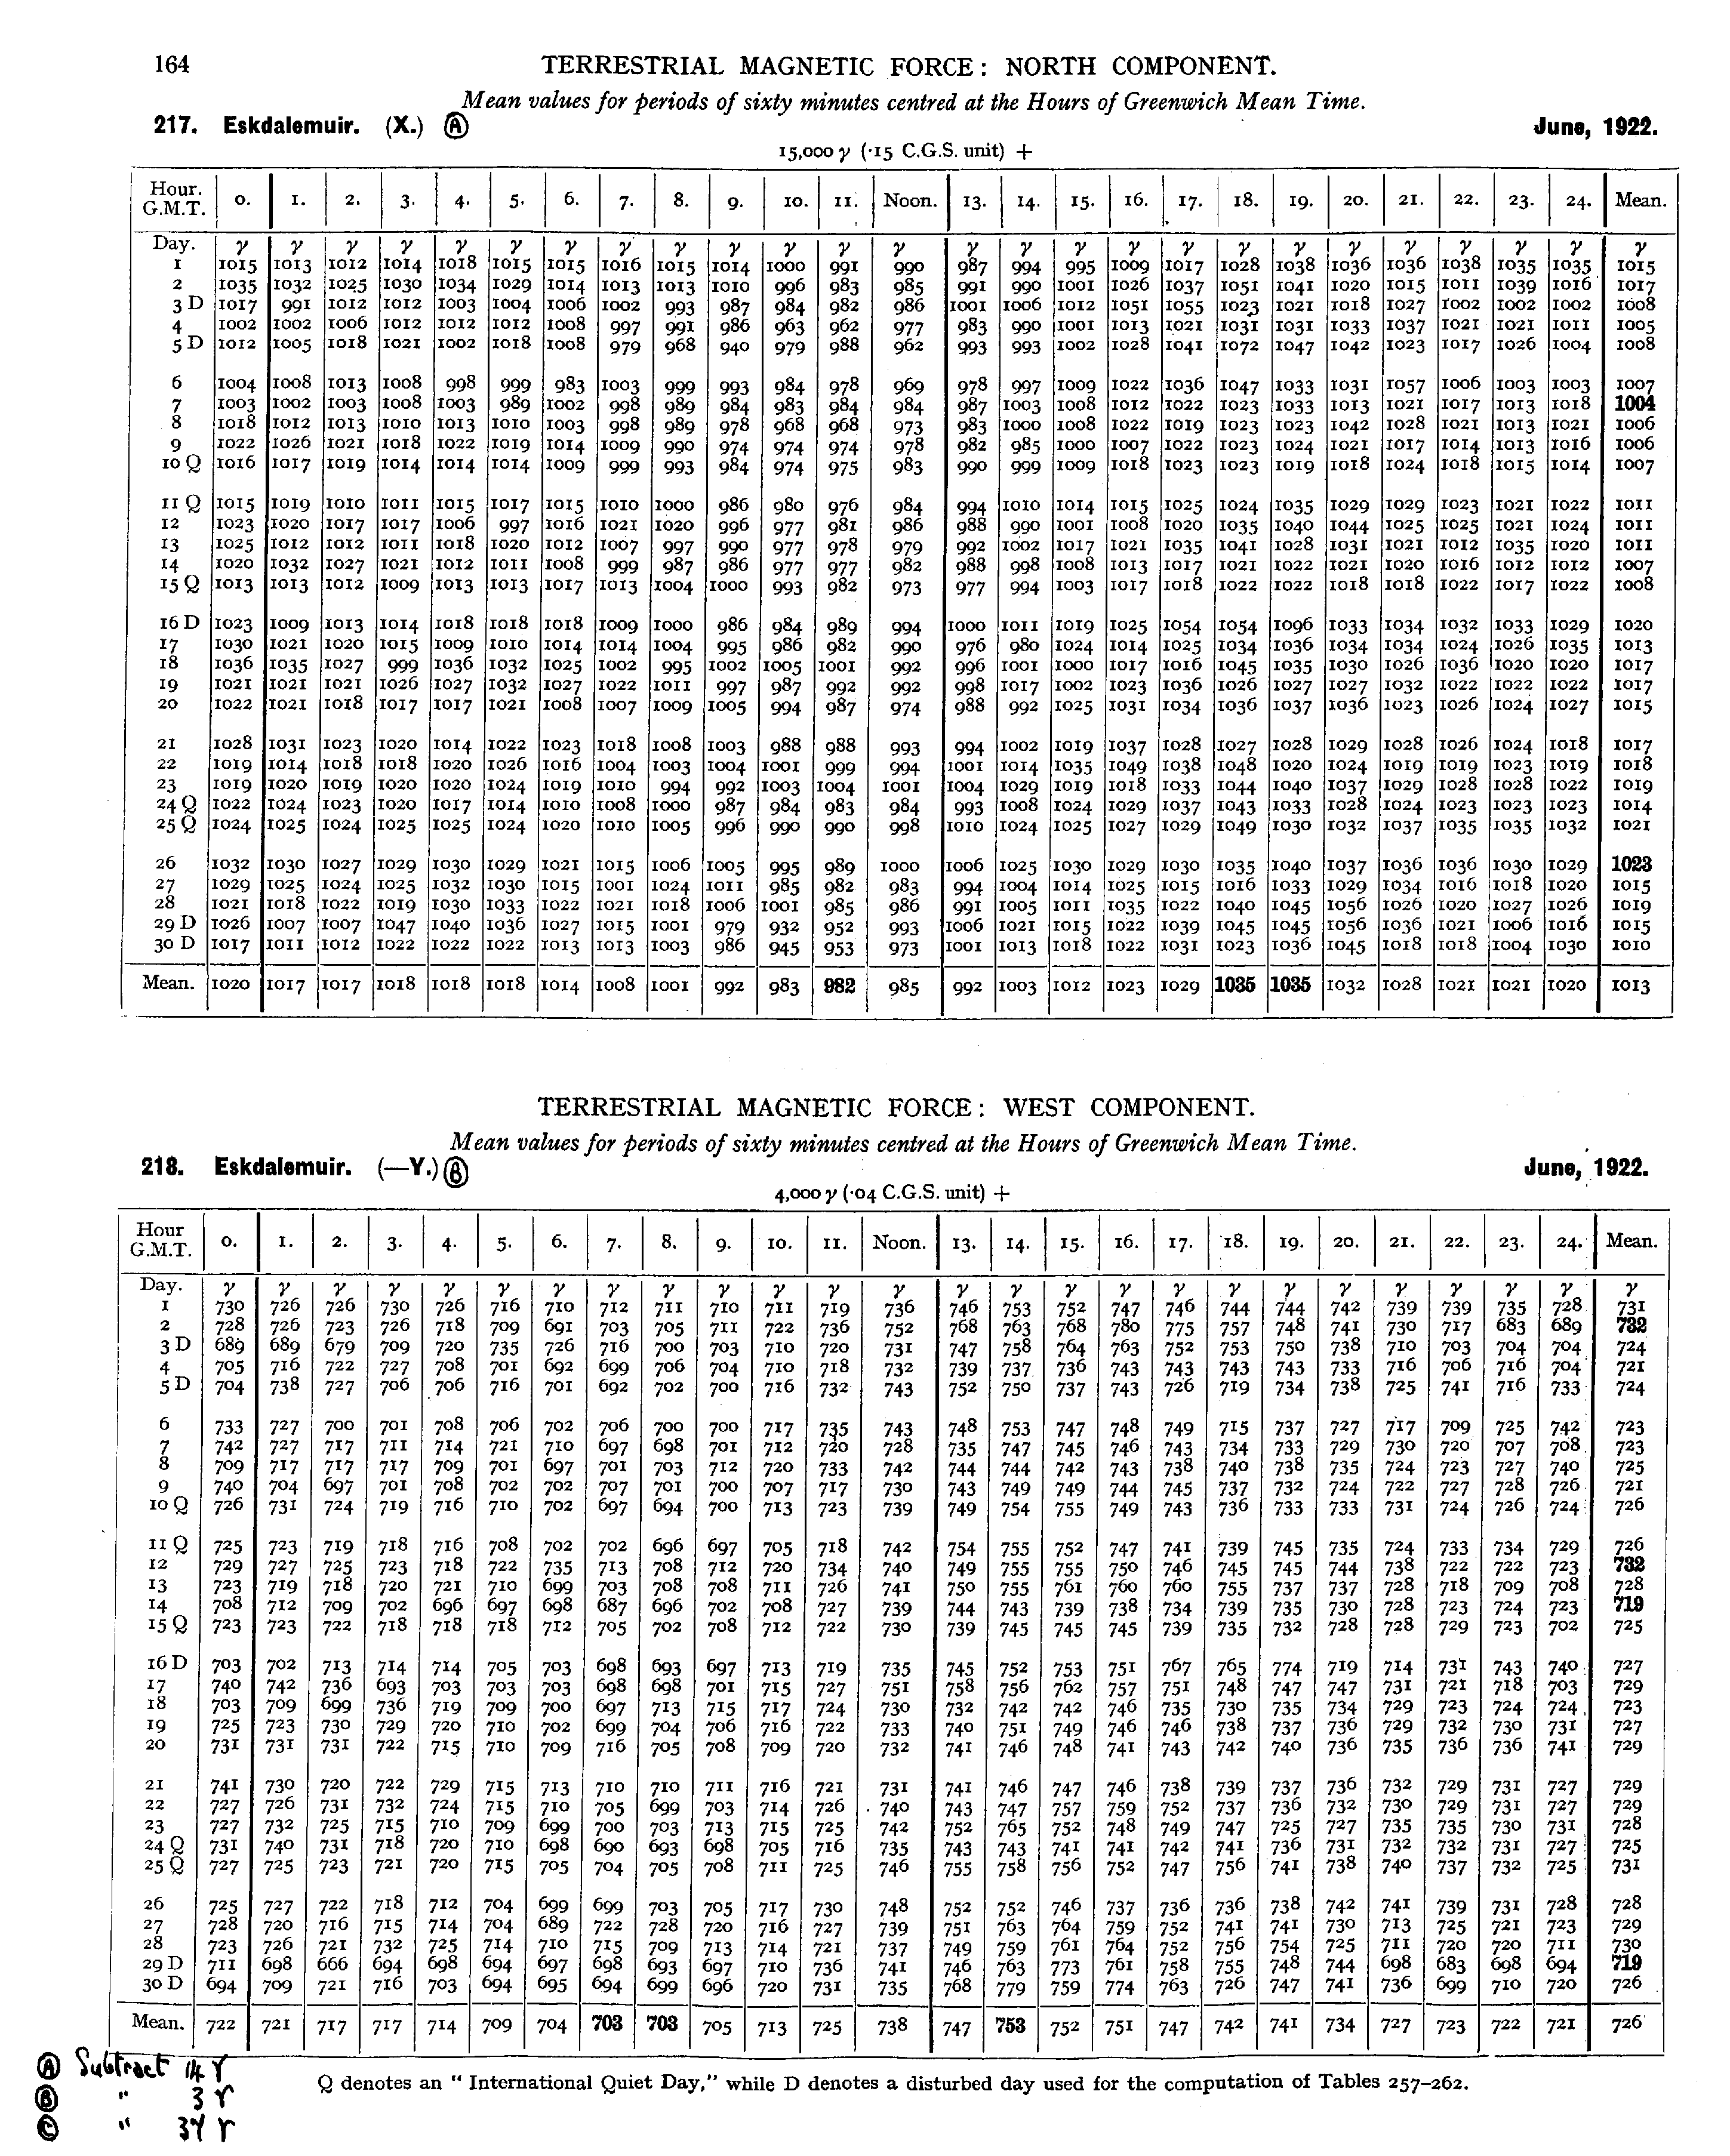 164
TERRESTRIAL MAGNETIC FORCE: NORTH COMPONENT.
Mean values for periods of sixty minutes centred at the Hours of Greenwich Mean Time.
217. Eskdalemuir. (X.) Ⓐ June, 1922.
15,000 γ (·15 C.G.S. unit) +
Hour. G.M.T. 0. 1. 2. 3. 4. 5. 6. 7. 8. 9. 10. 11. Noon. 13. 14. 15. 16. 17. 18. 19. 20. 21. 22. 23. 24. Mean.
Day. γ γ γ γ γ γ γ γ γ γ γ γ γ γ γ γ γ γ γ γ γ γ γ γ γ γ
1 1015 1013 1012 1014 1018 1015 1015 1016 1015 1014 1000 991 990 987 994 995 1009 1017 1028 1038 1036 1036 1038 1035 1035 1015
2 1035 1032 1025 1030 1034 1029 1014 1013 1013 1010 996 983 985 991 990 1001 1026 1037 1051 1041 1020 1015 1011 1039 1016 1017
3 D 1017 991 1012 1012 1003 1004 1006 1002 993 987 984 982 986 1001 1006 1012 1051 1055 1023 1021 1018 1027 1002 1002 1002 1008
4 1002 1002 1006 1012 1012 1012 1008 997 991 986 963 962 977 983 990 1001 1013 1021 1031 1031 1033 1037 1021 1021 1011 1005
5 D 1012 1005 1018 1021 1002 1018 1008 979 968 940 979 988 962 993 993 1002 1028 1041 1072 1047 1042 1023 1017 1026 1004 1008
6 1004 1008 1013 1008 998 999 983 1003 999 993 984 978 969 978 997 1009 1022 1036 1047 1033 1031 1057 1006 1003 1003 1007
7 1003 1002 1003 1008 1003 989 1002 998 989 984 983 984 984 987 1003 1008 1012 1022 1023 1033 1013 1021 1017 1013 1018 1004
8 1018 1012 1013 1010 1013 1010 1003 998 989 978 968 968 973 983 1000 1008 1022 1019 1023 1023 1042 1028 1021 1013 1021 1006
9 1022 1026 1021 1018 1022 1019 1014 1009 990 974 974 974 978 982 985 1000 1007 1022 1023 1024 1021 1017 1014 1013 1016 1006
10 Q 1016 1017 1019 1014 1014 1014 1009 999 993 984 974 975 983 990 999 1009 1018 1023 1023 1019 1018 1024 1018 1015 1014 1007
11 Q 1015 1019 1010 1011 1015 1017 1015 1010 1000 986 980 976 984 994 1010 1014 1015 1025 1024 1035 1029 1029 1023 1021 1022 1011
12 1023 1020 1017 1017 1006 997 1016 1021 1020 996 977 981 986 988 990 1001 1008 1020 1035 1040 1044 1025 1025 1021 1024 1011
13 1025 1012 1012 1011 1018 1020 1012 1007 997 990 977 978 979 992 1002 1017 1021 1035 1041 1028 1031 1021 1012 1035 1020 1011
14 1020 1032 1027 1021 1012 1011 1008 999 987 986 977 977 982 988 998 1008 1013 1017 1021 1022 1021 1020 1016 1012 1012 1007
15 Q 1013 1013 1012 1009 1013 1013 1017 1013 1004 1000 993 982 973 977 994 1003 1017 1018 1022 1022 1018 1018 1022 1017 1022 1008
16 D 1023 1009 1013 1014 1018 1018 1018 1009 1000 986 984 989 994 1000 1011 1019 1025 1054 1054 1096 1033 1034 1032 1033 1029 1020
17 1030 1021 1020 1015 1009 1010 1014 1014 1004 995 986 982 990 976 980 1024 1014 1025 1034 1036 1034 1034 1024 1026 1035 1013
18 1036 1035 1027 999 1036 1032 1025 1002 995 1002 1005 1001 992 996 1001 1000 1017 1016 1045 1035 1030 1026 1036 1020 1020 1017
19 1021 1021 1021 1026 1027 1032 1027 1022 1011 997 987 992 992 998 1017 1002 1023 1036 1026 1027 1027 1032 1022 1022 1022 1017
20 1022 1021 1018 1017 1017 1021 1008 1007 1009 1005 994 987 974 988 992 1025 1031 1034 1036 1037 1036 1023 1026 1024 1027 1015
21 1028 1031 1023 1020 1014 1022 1023 1018 1008 1003 988 988 993 994 1002 1019 1037 1028 1027 1028 1029 1028 1026 1024 1018 1017
22 1019 1014 1018 1018 1020 1026 1016 1004 1003 1004 1001 999 994 1001 1014 1035 1049 1038 1048 1020 1024 1019 1019 1023 1019 1018
23 1019 1020 1019 1020 1020 1024 1019 1010 994 992 1003 1004 1001 1004 1029 1019 1018 1033 1044 1040 1037 1029 1028 1028 1022 1019
24 Q 1022 1024 1023 1020 1017 1014 1010 1008 1000 987 984 983 984 993 1008 1024 1029 1037 1043 1033 1028 1024 1023 1023 1023 1014
25 Q 1024 1025 1024 1025 1025 1024 1020 1010 1005 996 990 990 998 1010 1024 1025 1027 1029 1049 1030 1032 1037 1035 1035 1032 1021
26 1032 1030 1027 1029 1030 1029 1021 1015 1006 1005 995 989 1000 1006 1025 1030 1029 1030 1035 1040 1037 1036 1036 1030 1029 1023
27 1029 1025 1024 1025 1032 1030 1015 1001 1024 1011 985 982 983 994 1004 1014 1025 1015 1016 1033 1029 1034 1016 1018 1020 1015
28 1021 1018 1022 1019 1030 1033 1022 1021 1018 1006 1001 985 986 991 1005 1011 1035 1022 1040 1045 1056 1026 1020 1027 1026 1019
29 D 1026 1007 1007 1047 1040 1036 1027 1015 1001 979 932 952 993 1006 1021 1015 1022 1039 1045 1045 1056 1036 1021 1006 1016 1015
30 D 1017 1011 1012 1022 1022 1022 1013 1013 1003 986 945 953 973 1001 1013 1018 1022 1031 1023 1036 1045 1018 1018 1004 1030 1010
Mean. 1020 1017 1017 1018 1018 1018 1014 1008 1001 992 983 982 985 992 1003 1012 1023 1029 1035 1035 1032 1028 1021 1021 1020 1013
TERRESTRIAL MAGNETIC FORCE: WEST COMPONENT.
Mean values for periods of sixty minutes centred at the Hours of Greenwich Mean Time.
218. Eskdalemuir. (—Y.) Ⓑ June, 1922.
4,000 γ (·04 C.G.S. unit) +
Hour G.M.T. 0. 1. 2. 3. 4. 5. 6. 7. 8. 9. 10. 11. Noon. 13. 14. 15. 16. 17. 18. 19. 20. 21. 22. 23. 24. Mean.
Day. γ γ γ γ γ γ γ γ γ γ γ γ γ γ γ γ γ γ γ γ γ γ γ γ γ γ
1 730 726 726 730 726 716 710 712 711 710 711 719 736 746 753 752 747 746 744 744 742 739 739 735 728 731
2 728 726 723 726 718 709 691 703 705 711 722 736 752 768 763 768 780 775 757 748 741 730 717 683 689 732
3 D 689 689 679 709 720 735 726 716 700 703 710 720 731 747 758 764 763 752 753 750 738 710 703 704 704 724
4 705 716 722 727 708 701 692 699 706 704 710 718 732 739 737 736 743 743 743 743 733 716 706 716 704 721
5 D 704 738 727 706 706 716 701 692 702 700 716 732 743 752 750 737 743 726 719 734 738 725 741 716 733 724
6 733 727 700 701 708 706 702 706 700 700 717 735 743 748 753 747 748 749 715 737 727 717 709 725 742 723
7 742 727 717 711 714 721 710 697 698 701 712 720 728 735 747 745 746 743 734 733 729 730 720 707 708 723
8 709 717 717 717 709 701 697 701 703 712 720 733 742 744 744 742 743 738 740 738 735 724 723 727 740 725
9 740 704 697 701 708 702 702 707 701 700 707 717 730 743 749 749 744 745 737 732 724 722 727 728 726 721
10 Q 726 731 724 719 716 710 702 697 694 700 713 723 739 749 754 755 749 743 736 733 733 731 724 726 724 726
11 Q 725 723 719 718 716 708 702 702 696 697 705 718 742 754 755 752 747 741 739 745 735 724 733 734 729 726
12 729 727 725 723 718 722 735 713 708 712 720 734 740 749 755 755 750 746 745 745 744 738 722 722 723 732
13 723 719 718 720 721 710 699 703 708 708 711 726 741 750 755 761 760 760 755 737 737 728 718 709 708 728
14 708 712 709 702 696 697 698 687 696 702 708 727 739 744 743 739 738 734 739 735 730 728 723 724 723 719
15 Q 723 723 722 718 718 718 712 705 702 708 712 722 730 739 745 745 745 739 735 732 728 728 729 723 702 725
16 D 703 702 713 714 714 705 703 698 693 697 713 719 735 745 752 753 751 767 765 774 719 714 731 743 740 727
17 740 742 736 693 703 703 703 698 698 701 715 727 751 758 756 762 757 751 748 747 747 731 721 718 703 729
18 703 709 699 736 719 709 700 697 713 715 717 724 730 732 742 742 746 735 730 735 734 729 723 724 724 723
19 725 723 730 729 720 710 702 699 704 706 716 722 733 740 751 749 746 746 738 737 736 729 732 730 731 727
20 731 731 731 722 715 710 709 716 705 708 709 720 732 741 746 748 741 743 742 740 736 735 736 736 741 729
21 741 730 720 722 729 715 713 710 710 711 716 721 731 741 746 747 746 738 739 737 736 732 729 731 727 729
22 727 726 731 732 724 715 710 705 699 703 714 726 740 743 747 757 759 752 737 736 732 730 729 731 727 729
23 727 732 725 715 710 709 699 700 703 713 715 725 742 752 765 752 748 749 747 725 727 735 735 730 731 728
24 Q 731 740 731 718 720 710 698 690 693 698 705 716 735 743 743 741 741 742 741 736 731 732 732 731 727 725
25 Q 727 725 723 721 720 715 705 704 705 708 711 725 746 755 758 756 752 747 756 741 738 740 737 732 725 731
26 725 727 722 718 712 704 699 699 703 705 717 730 748 752 752 746 737 736 736 738 742 741 739 731 728 728
27 728 720 716 715 714 704 689 722 728 720 716 727 739 751 763 764 759 752 741 741 730 713 725 721 723 729
28 723 726 721 732 725 714 710 715 709 713 714 721 737 749 759 761 764 752 756 754 725 711 720 720 711 730
29 D 711 698 666 694 698 694 697 698 693 697 710 736 741 746 763 773 761 758 755 748 744 698 683 698 694 719
30 D 694 709 721 716 703 694 695 694 699 696 720 731 735 768 779 759 774 763 726 747 741 736 699 710 720 726
Mean. 722 721 717 717 714 709 704 703 703 705 713 725 738 747 753 752 751 747 742 741 734 727 723 722 721 726
Q denotes an “ International Quiet Day,” while D denotes a disturbed day used for the computation of Tables 257–262.
Ⓐ Subtract 14 γ
Ⓑ " 3 γ
Ⓒ " γ